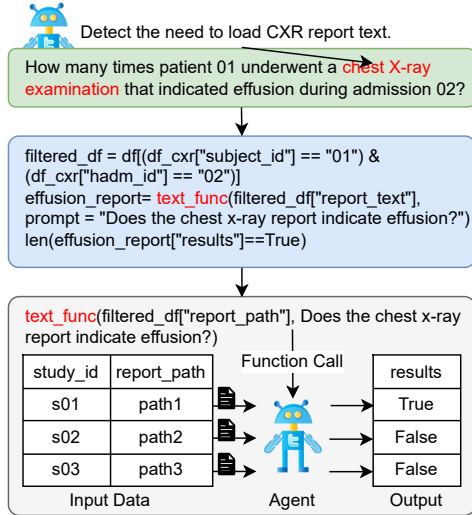 Detect the need to load CXR report text.
How many times patient 01 underwent a chest X-ray
examination that indicated effusion during admission 02?
filtered_df = df[(df_cxr["subject_id"] == "01") &
(df_cxr["hadm_id"] == "02")]
effusion_report= text_func(filtered_df["report_text"],
prompt = "Does the chest x-ray report indicate effusion?")
len(effusion_report["results"]==True)
text_func(filtered_df["report_path"], Does the chest x-ray
report indicate effusion?)
Function Call
study_id report_path results
s01 path1 True
s02 path2 False
s03 path3 False
Input Data Agent Output